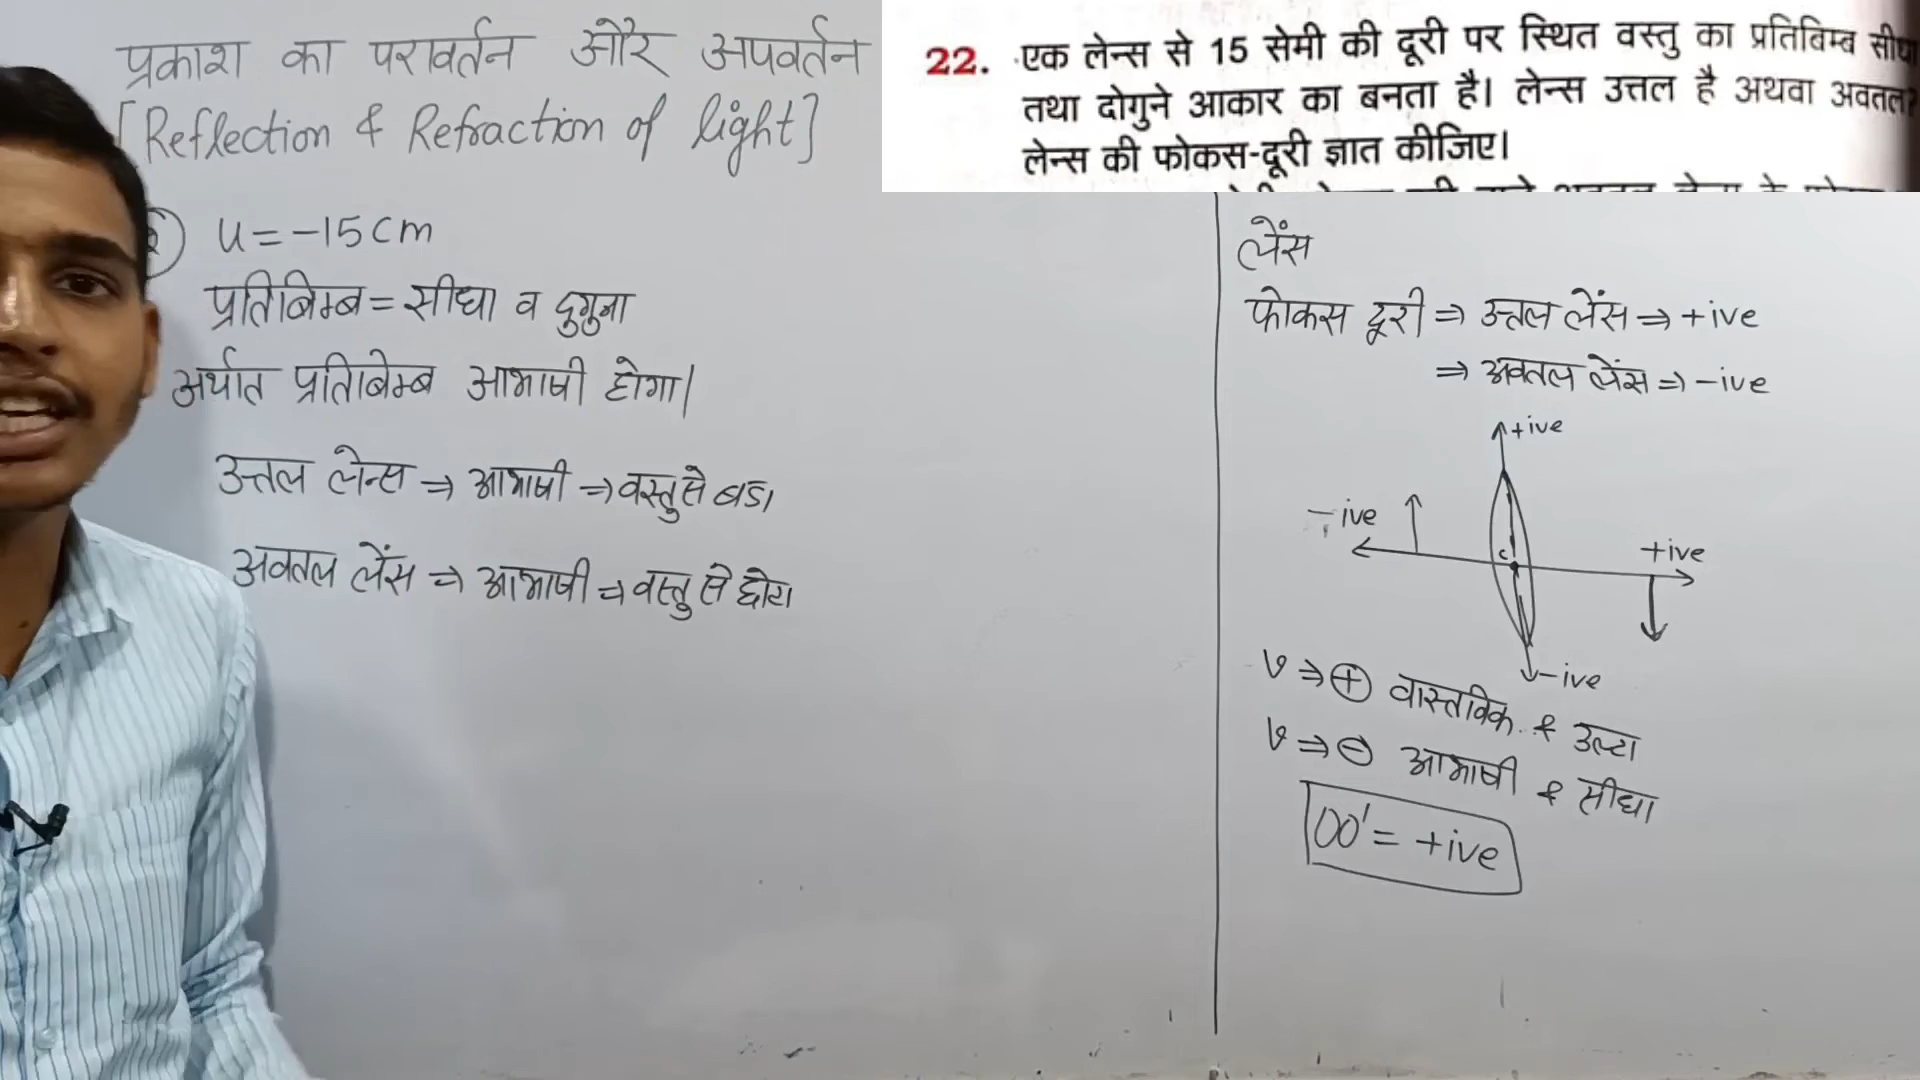 प्रकाश का परावर्तन और अपवर्तन
[Reflection & Refraction of light]
22. एक लेन्स से 15 सेमी की दूरी पर स्थित वस्तु का प्रतिबिम्ब सीधा
तथा दोगुने आकार का बनता है। लेन्स उत्तल है अथवा अवतल?
लेन्स की फोकस-दूरी ज्ञात कीजिए।
u = -15cm
प्रतिबिम्ब = सीधा व दुगुना
अर्थात प्रतिबिम्ब आभाषी होगा|
उत्तल लेन्स ⇒ आभाषी ⇒ वस्तु से बडा
अवतल लेंस ⇒ आभाषी ⇒ वस्तु से छोटा
लेंस
फोकस दूरी ⇒ उत्तल लेंस ⇒ +ive
⇒ अवतल लेंस ⇒ -ive
+ive
-ive
c
+ive
-ive
v ⇒ ⊕ वास्तविक & उल्टा
v ⇒ ⊖ आभाषी & सीधा
OO' = +ive